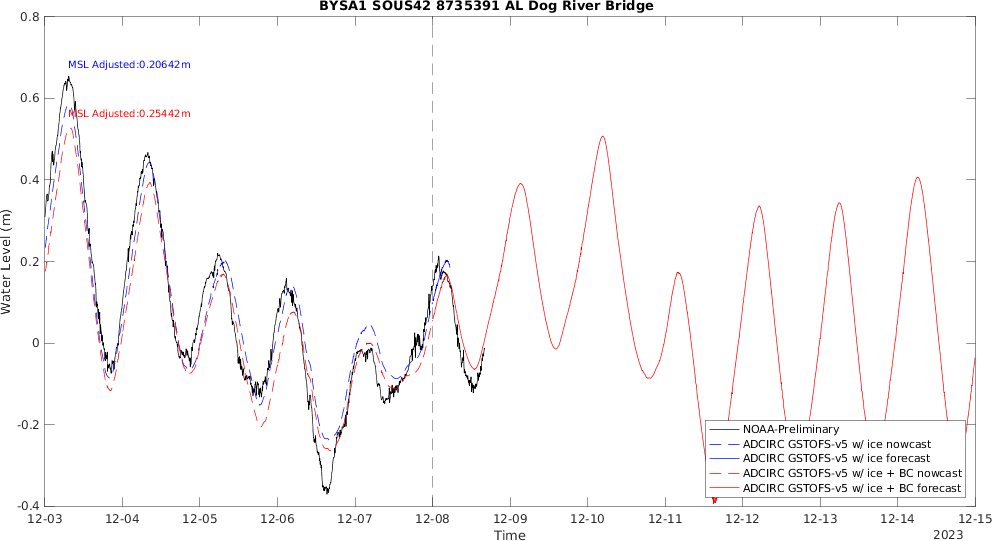 BYSA1 SOUS42 8735391 AL Dog River Bridge
0.8
0.6
0.4
0.2
0
-0.2
-0.4
Water Level (m)
MSL Adjusted:0.20642m
MSL Adjusted:0.25442m
NOAA-Preliminary
ADCIRC GSTOFS-v5 w/ ice nowcast
ADCIRC GSTOFS-v5 w/ ice forecast
ADCIRC GSTOFS-v5 w/ ice + BC nowcast
ADCIRC GSTOFS-v5 w/ ice + BC forecast
12-03 12-04 12-05 12-06 12-07 12-08 12-09 12-10 12-11 12-12 12-13 12-14 12-15
Time
2023